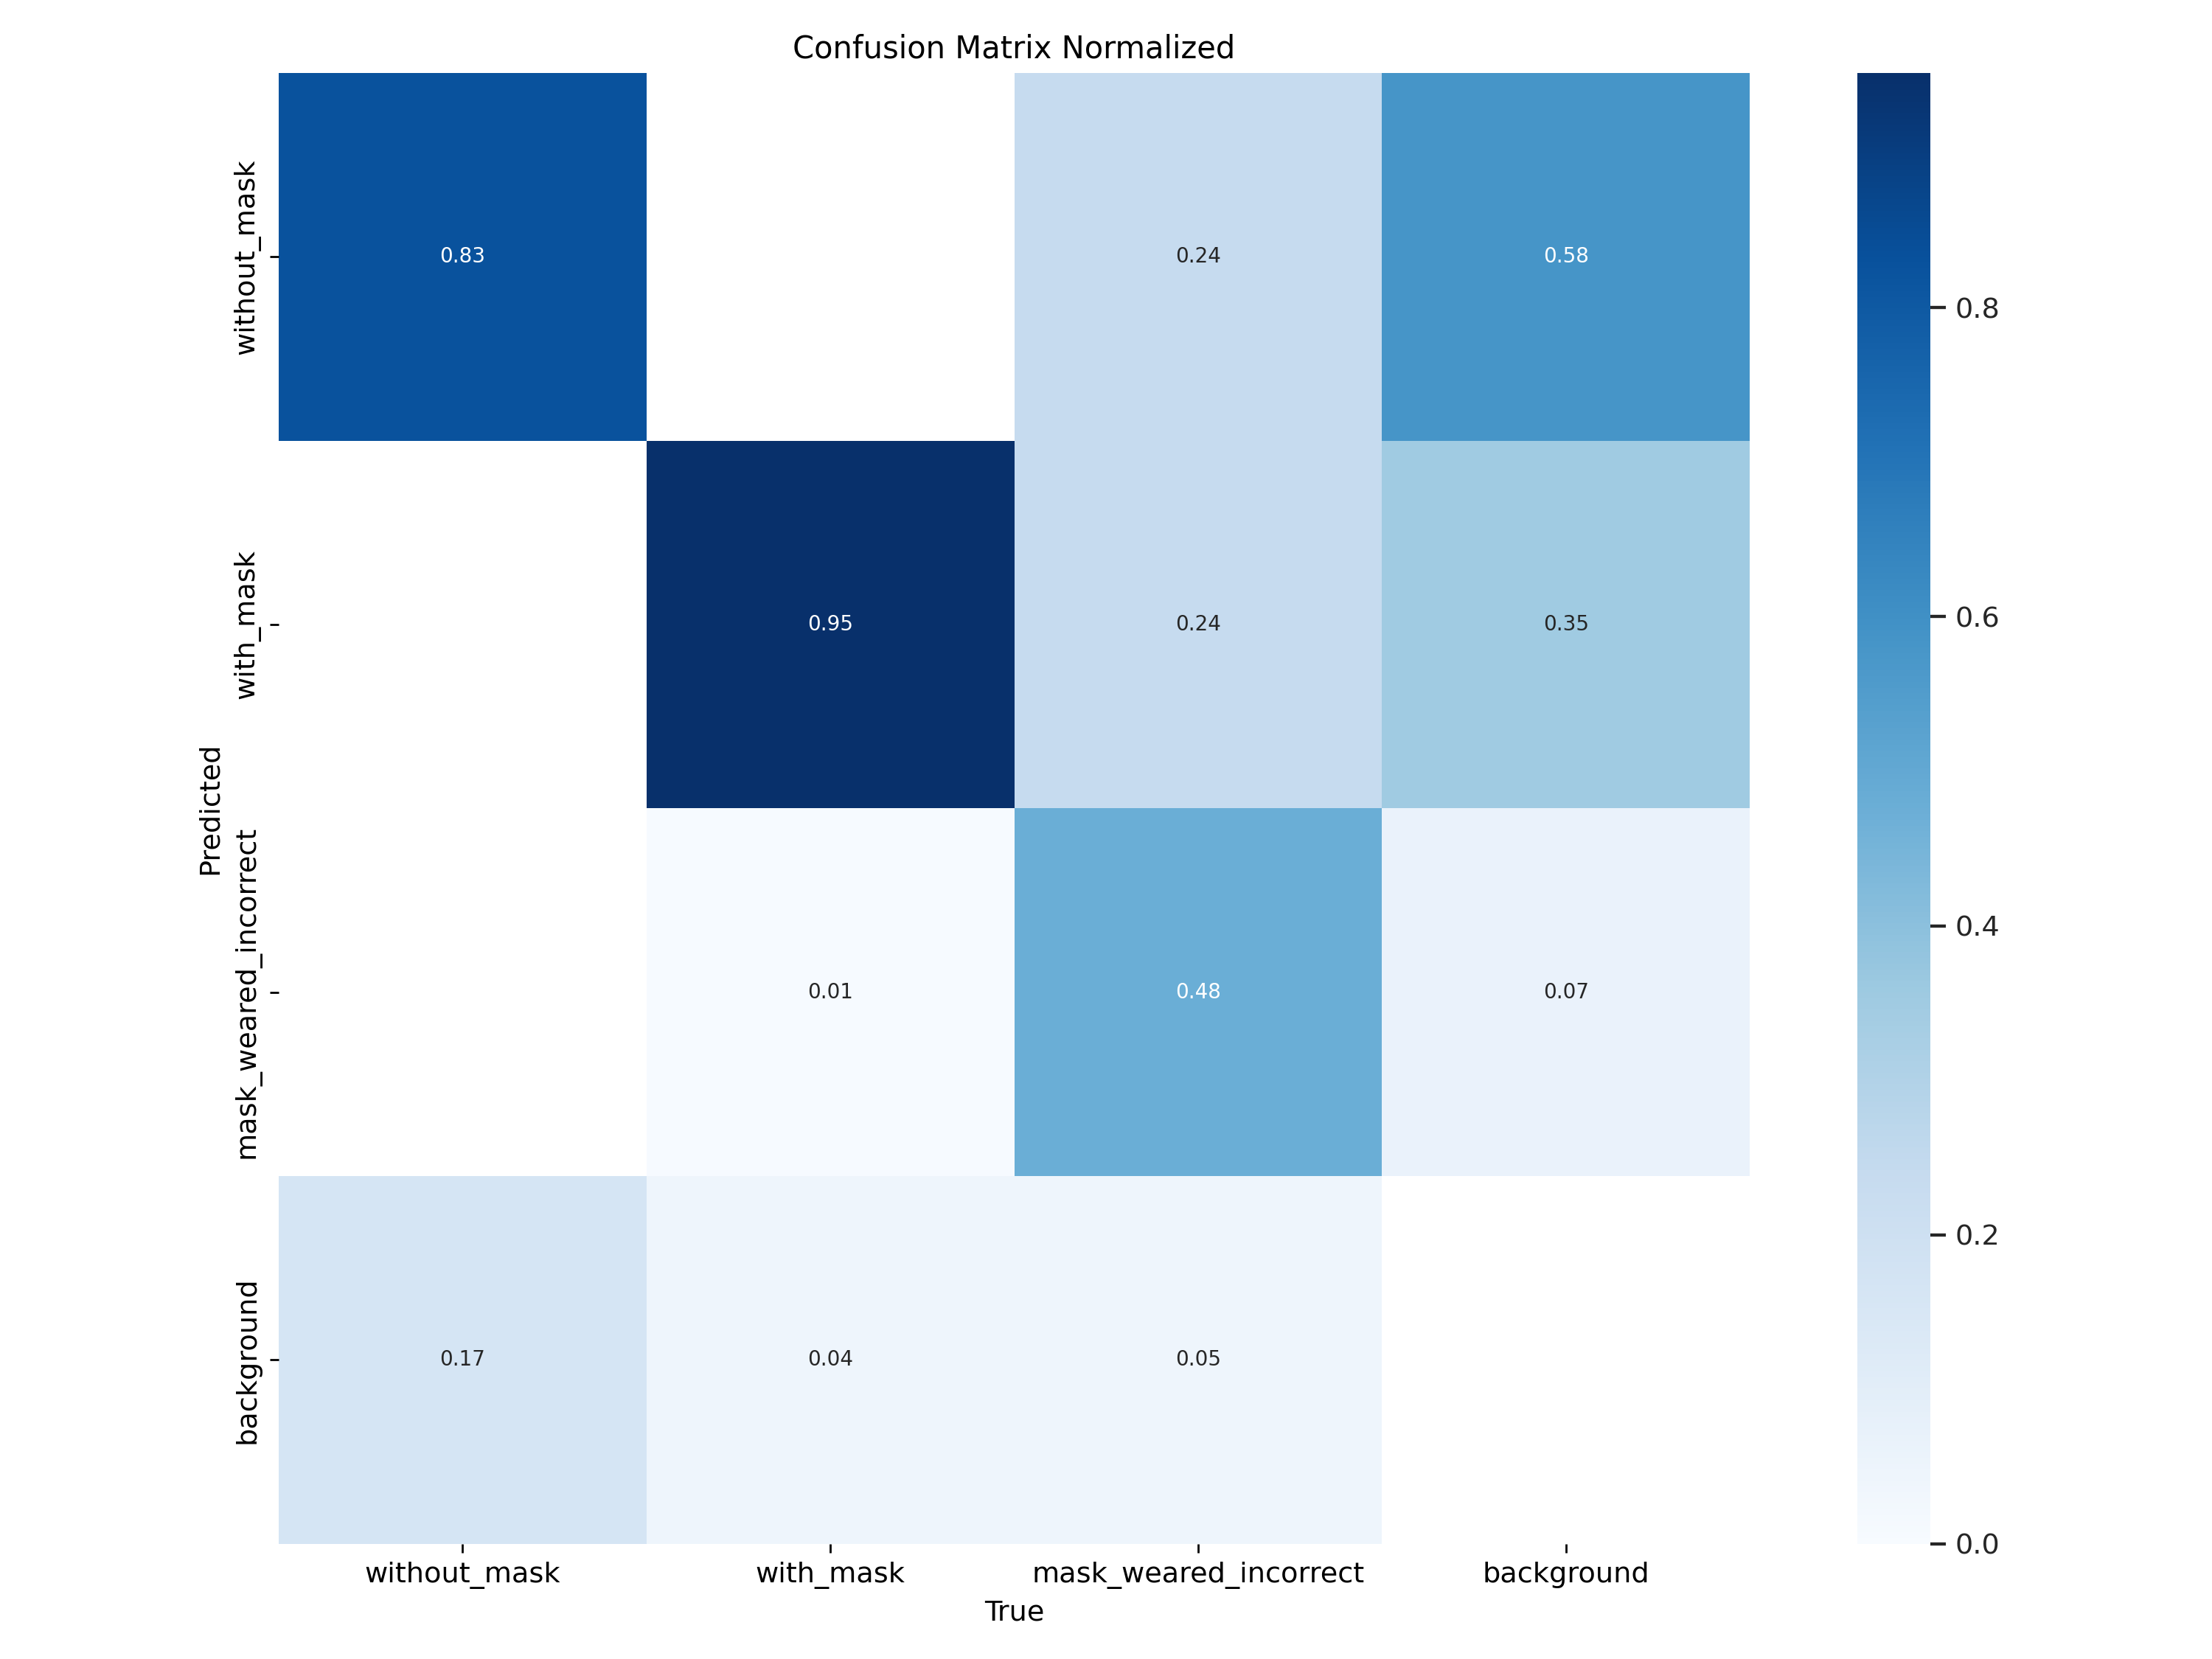 Confusion Matrix Normalized
without_mask
0.83
0.24
0.58
with_mask
0.95
0.24
0.35
mask_weared_incorrect
0.01
0.48
0.07
background
0.17
0.04
0.05
Predicted
without_mask
with_mask
mask_weared_incorrect
background
True
0.8
0.6
0.4
0.2
0.0